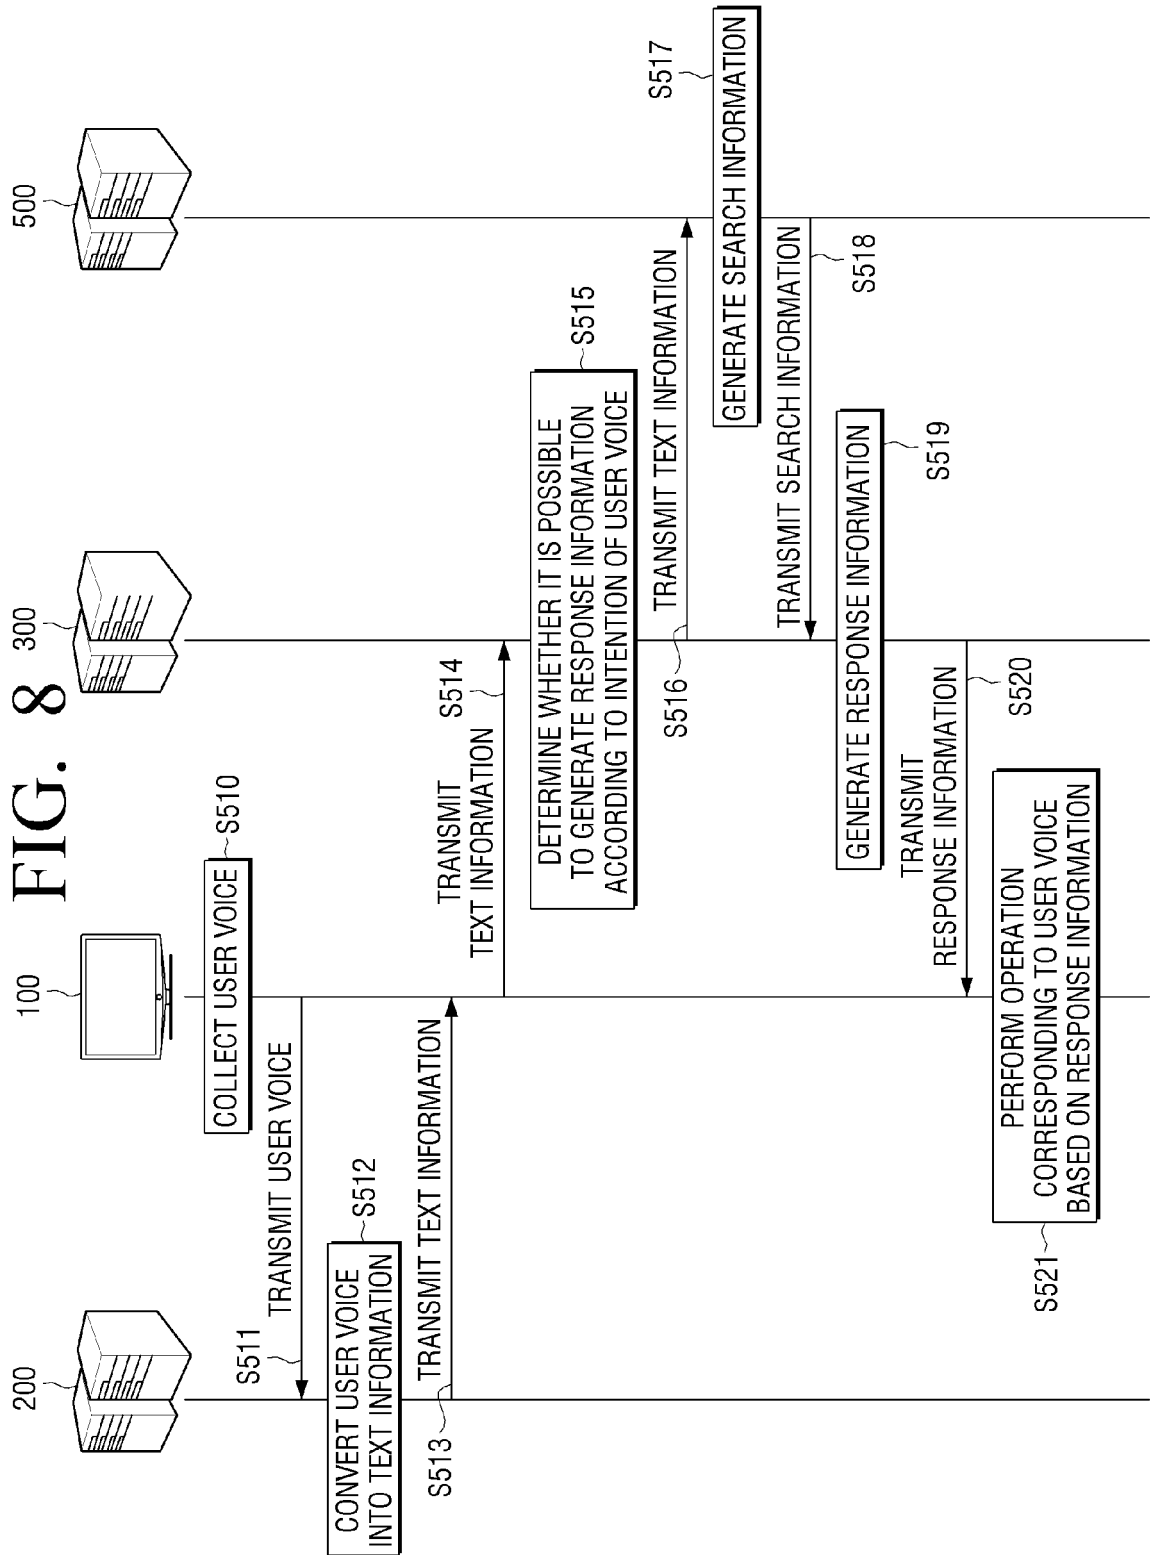 FIG. 8
200
100
300
500
COLLECT USER VOICE
S510
S511
TRANSMIT USER VOICE
CONVERT USER VOICE
INTO TEXT INFORMATION
S512
S513
TRANSMIT TEXT INFORMATION
TRANSMIT
TEXT INFORMATION
S514
DETERMINE WHETHER IT IS POSSIBLE
TO GENERATE RESPONSE INFORMATION
ACCORDING TO INTENTION OF USER VOICE
S515
S516
TRANSMIT TEXT INFORMATION
GENERATE SEARCH INFORMATION
S517
TRANSMIT SEARCH INFORMATION
S518
GENERATE RESPONSE INFORMATION
S519
TRANSMIT
RESPONSE INFORMATION
S520
S521
PERFORM OPERATION
CORRESPONDING TO USER VOICE
BASED ON RESPONSE INFORMATION